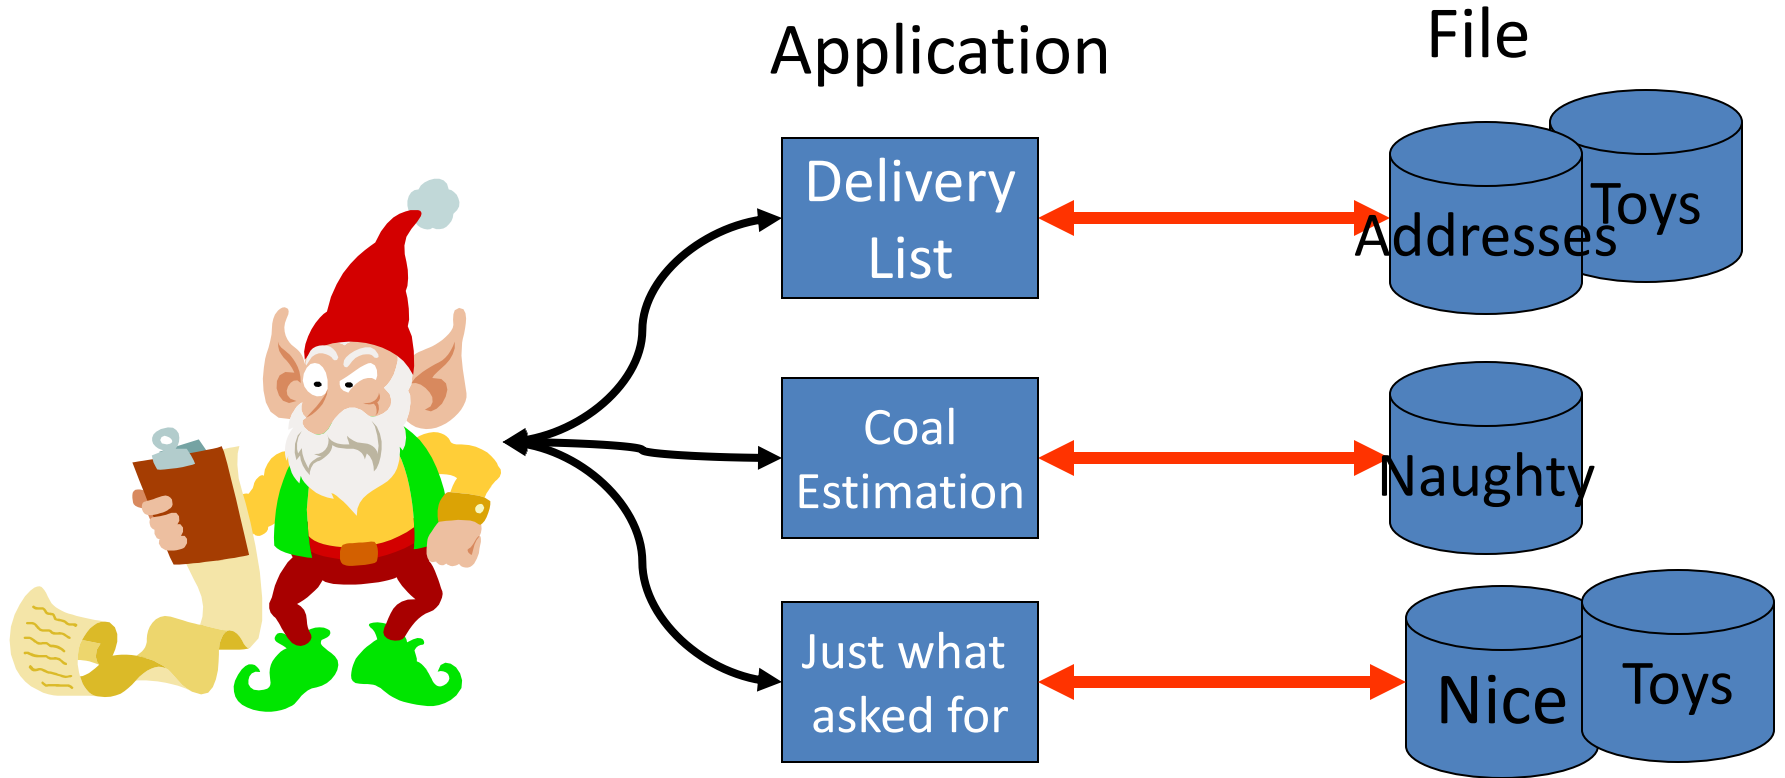 Application
File
Delivery
List
Addresses
Toys
Coal
Estimation
Naughty
Just what
asked for
Nice
Toys